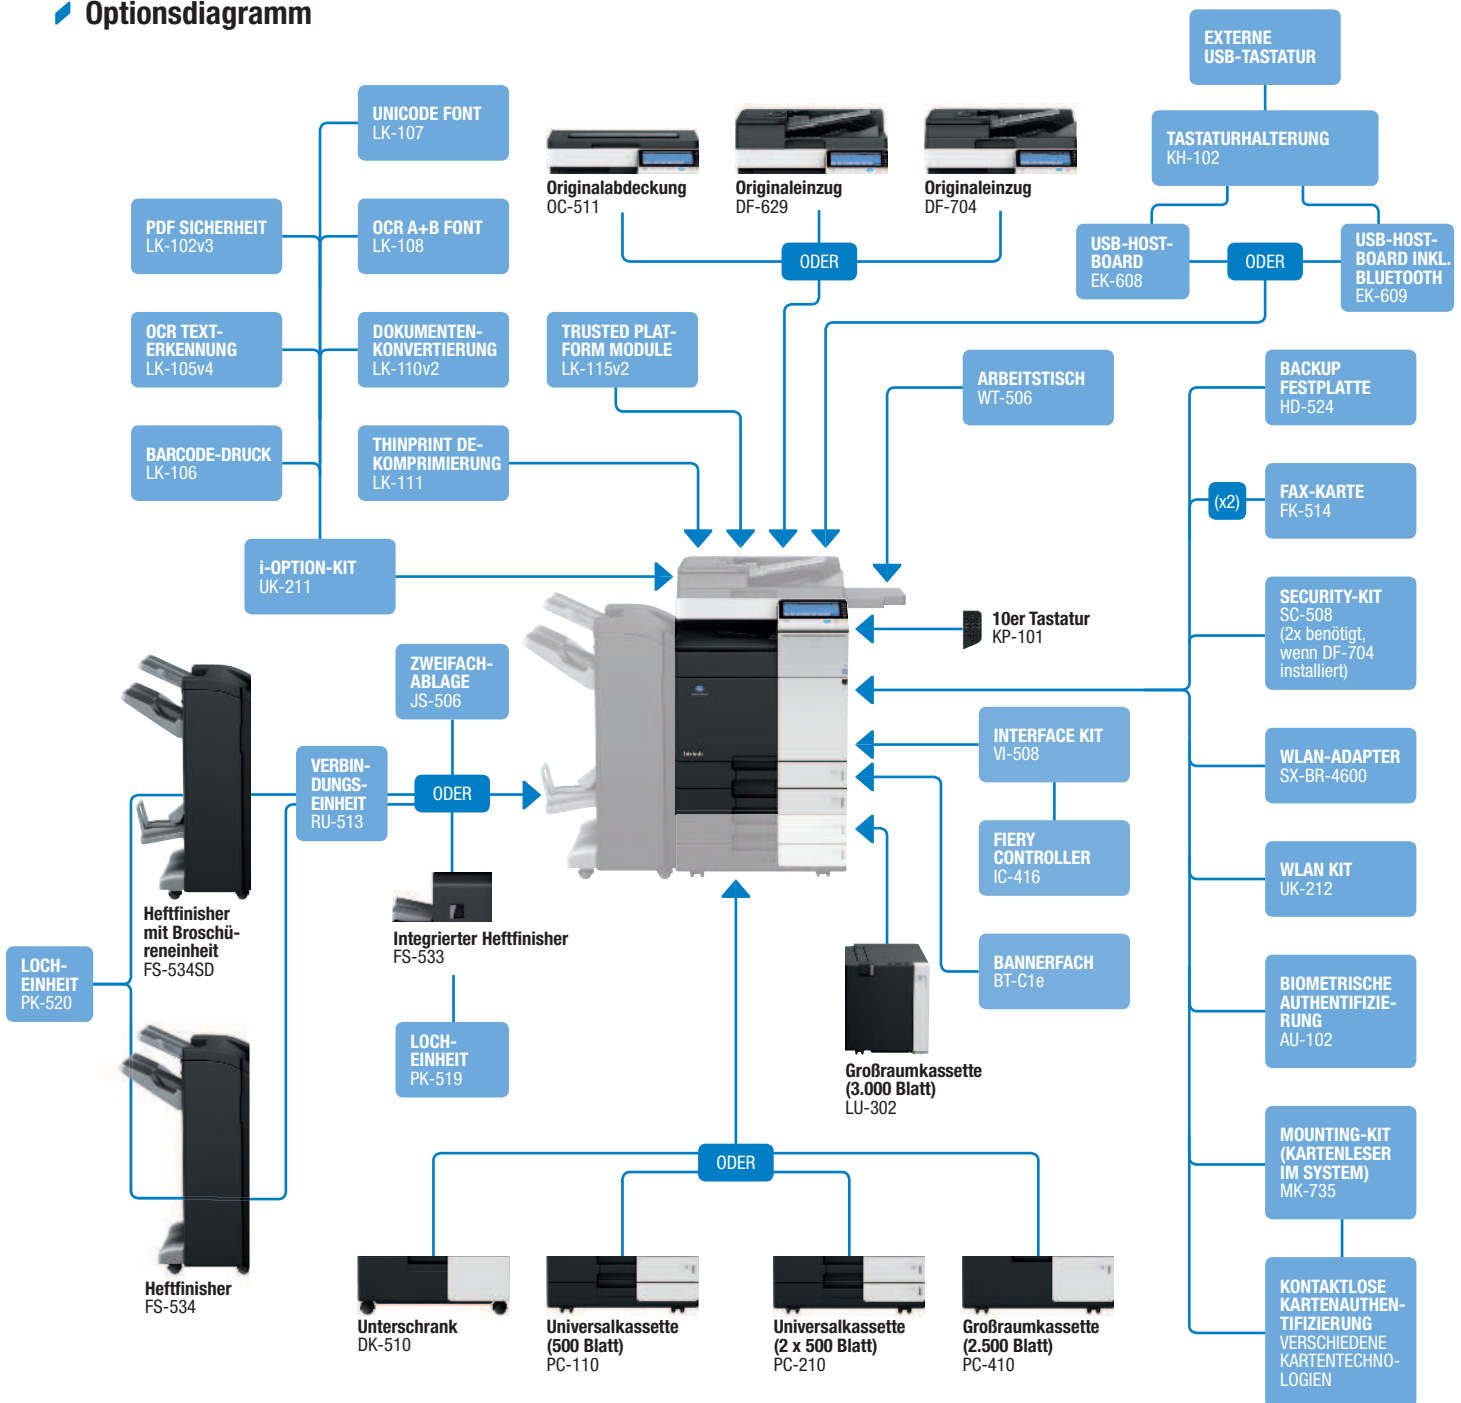 Optionsdiagramm
EXTERNE
USB-TASTATUR
UNICODE FONT
LK-107
TASTATURHALTERUNG
KH-102
Originalabdeckung
OC-511
Originaleinzug
DF-629
Originaleinzug
DF-704
PDF SICHERHEIT
LK-102v3
OCR A+B FONT
LK-108
ODER
USB-HOST-
BOARD
EK-608
ODER
USB-HOST-
BOARD INKL.
BLUETOOTH
EK-609
OCR TEXT-
ERKENNUNG
LK-105v4
DOKUMENTEN-
KONVERTIERUNG
LK-110v2
TRUSTED PLAT-
FORM MODULE
LK-115v2
ARBEITSTISCH
WT-506
BACKUP
FESTPLATTE
HD-524
BARCODE-DRUCK
LK-106
THINPRINT DE-
KOMPRIMIERUNG
LK-111
(x2)
FAX-KARTE
FK-514
i-OPTION-KIT
UK-211
SECURITY-KIT
SC-508
(2x benötigt,
wenn DF-704
installiert)
10er Tastatur
KP-101
ZWEIFACH-
ABLAGE
JS-506
INTERFACE KIT
VI-508
WLAN-ADAPTER
SX-BR-4600
VERBIN-
DUNGS-
EINHEIT
RU-513
ODER
FIERY
CONTROLLER
IC-416
WLAN KIT
UK-212
Heftfinisher
mit Broschü-
reneinheit
FS-534SD
Integrierter Heftfinisher
FS-533
LOCH-
EINHEIT
PK-520
BANNERFACH
BT-C1e
BIOMETRISCHE
AUTHENTIFIZIE-
RUNG
AU-102
LOCH-
EINHEIT
PK-519
Großraumkassette
(3.000 Blatt)
LU-302
ODER
MOUNTING-KIT
(KARTENLESER
IM SYSTEM)
MK-735
Heftfinisher
FS-534
Unterschrank
DK-510
Universalkassette
(500 Blatt)
PC-110
Universalkassette
(2 x 500 Blatt)
PC-210
Großraumkassette
(2.500 Blatt)
PC-410
KONTAKTLOSE
KARTENAUTHEN-
TIFIZIERUNG
VERSCHIEDENE
KARTENTECHNO-
LOGIEN